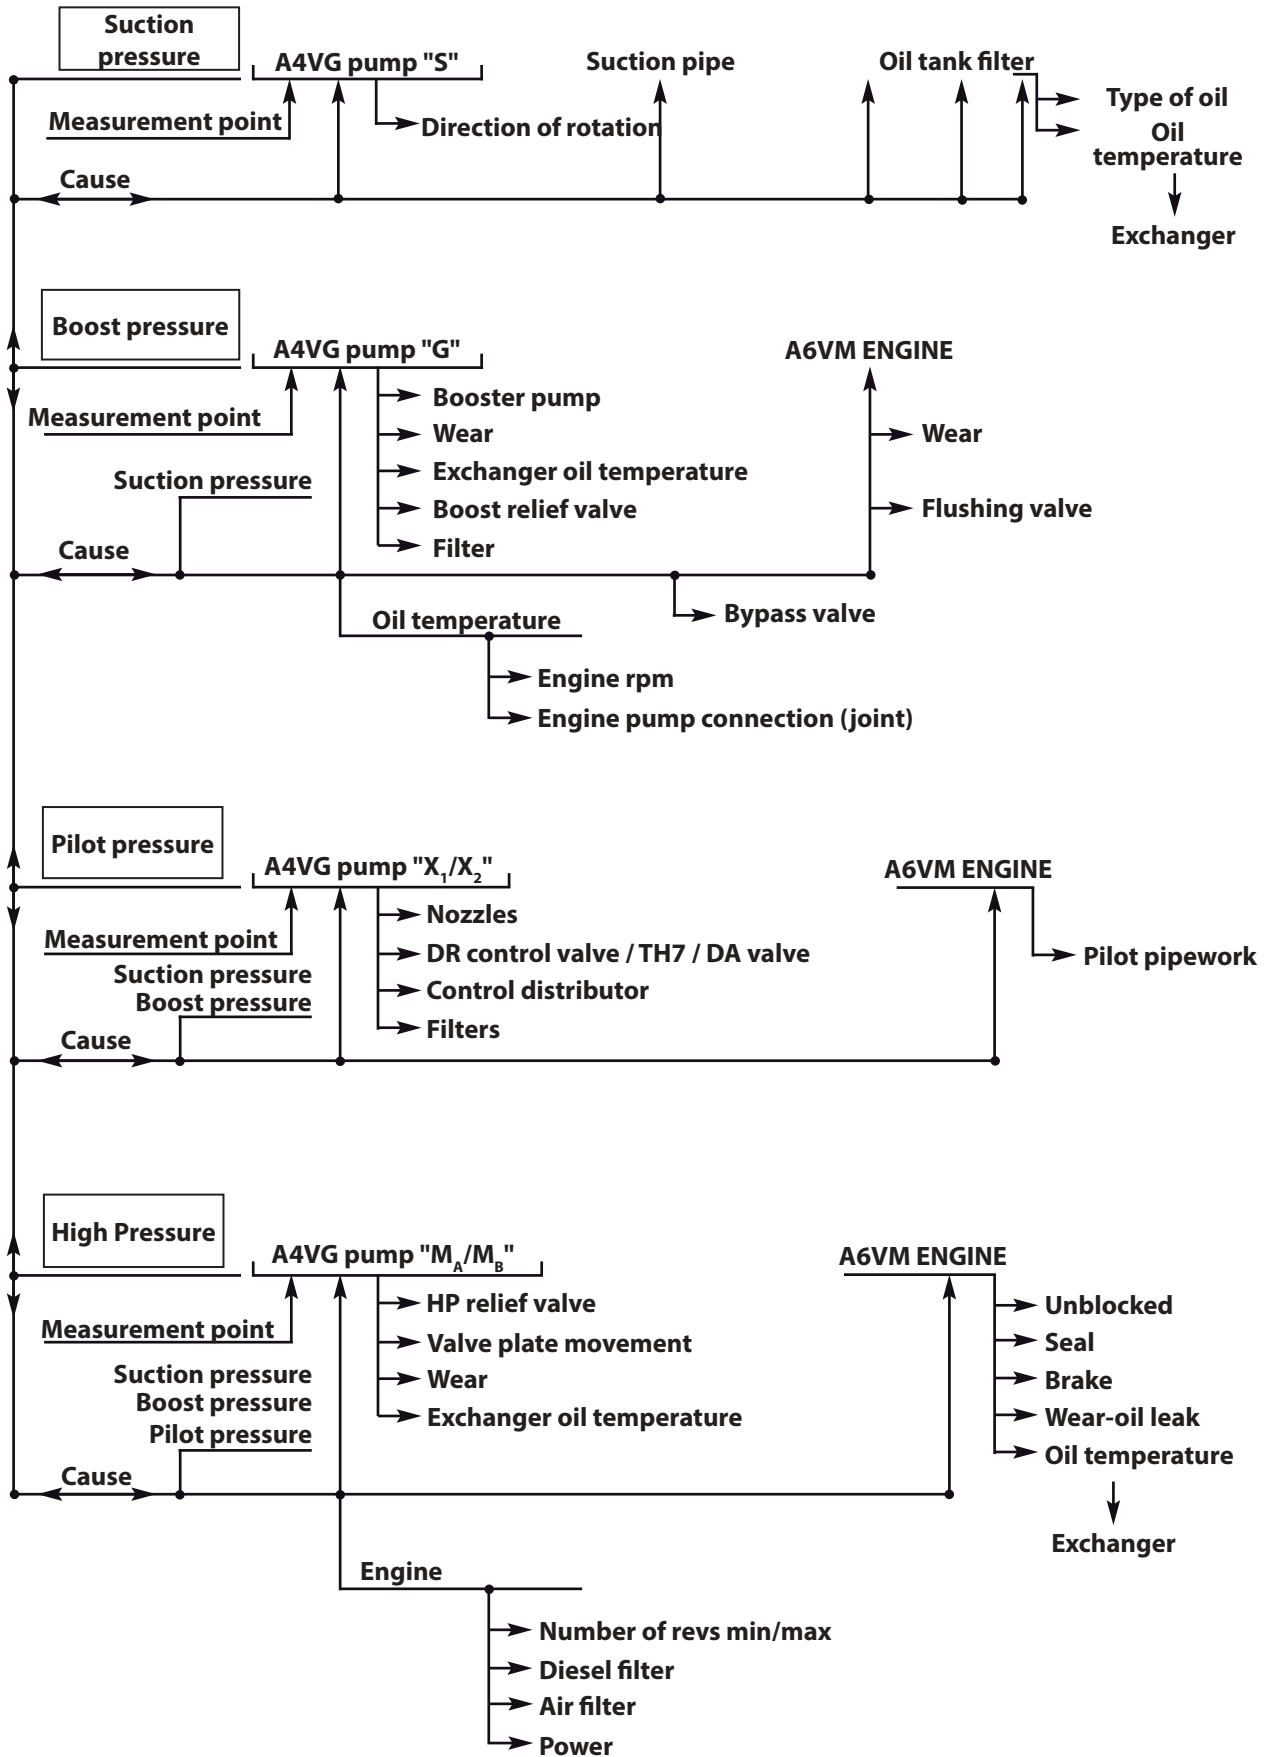 Suction
pressure
A4VG pump "S"
Suction pipe
Oil tank filter
Measurement point
Direction of rotation
Type of oil
Oil
temperature
Cause
Exchanger
Boost pressure
A4VG pump "G"
A6VM ENGINE
Booster pump
Measurement point
Wear
Wear
Suction pressure
Exchanger oil temperature
Boost relief valve
Flushing valve
Cause
Filter
Oil temperature
Bypass valve
Engine rpm
Engine pump connection (joint)
Pilot pressure
A4VG pump "X₁/X₂"
A6VM ENGINE
Nozzles
Measurement point
DR control valve / TH7 / DA valve
Pilot pipework
Suction pressure
Control distributor
Boost pressure
Filters
Cause
High Pressure
A4VG pump "M_A/M_B"
A6VM ENGINE
HP relief valve
Unblocked
Measurement point
Valve plate movement
Seal
Suction pressure
Wear
Brake
Boost pressure
Exchanger oil temperature
Wear-oil leak
Pilot pressure
Oil temperature
Cause
Exchanger
Engine
Number of revs min/max
Diesel filter
Air filter
Power